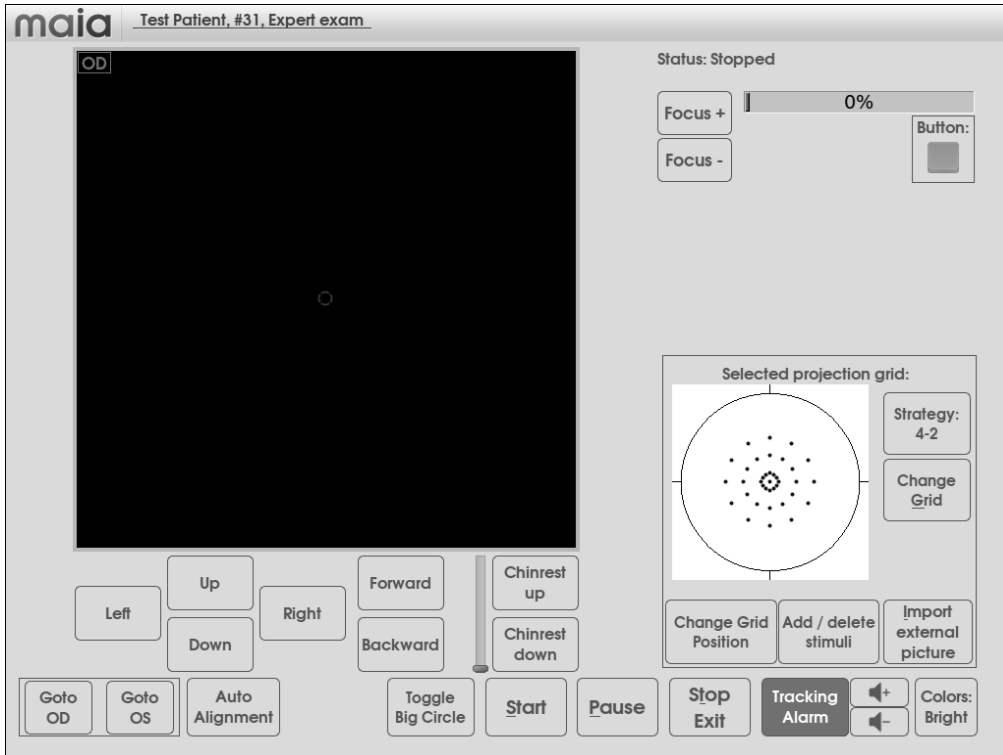 maia
Test Patient, #31, Expert exam
OD
Status: Stopped
Focus +
0%
Button:
Focus -
Selected projection grid:
Strategy:
4-2
Change
Grid
Left
Up
Down
Right
Forward
Backward
Chinrest
up
Chinrest
down
Change Grid
Position
Add / delete
stimuli
Import
external
picture
Goto
OD
Goto
OS
Auto
Alignment
Toggle
Big Circle
Start
Pause
Stop
Exit
Tracking
Alarm
+
-
Colors:
Bright